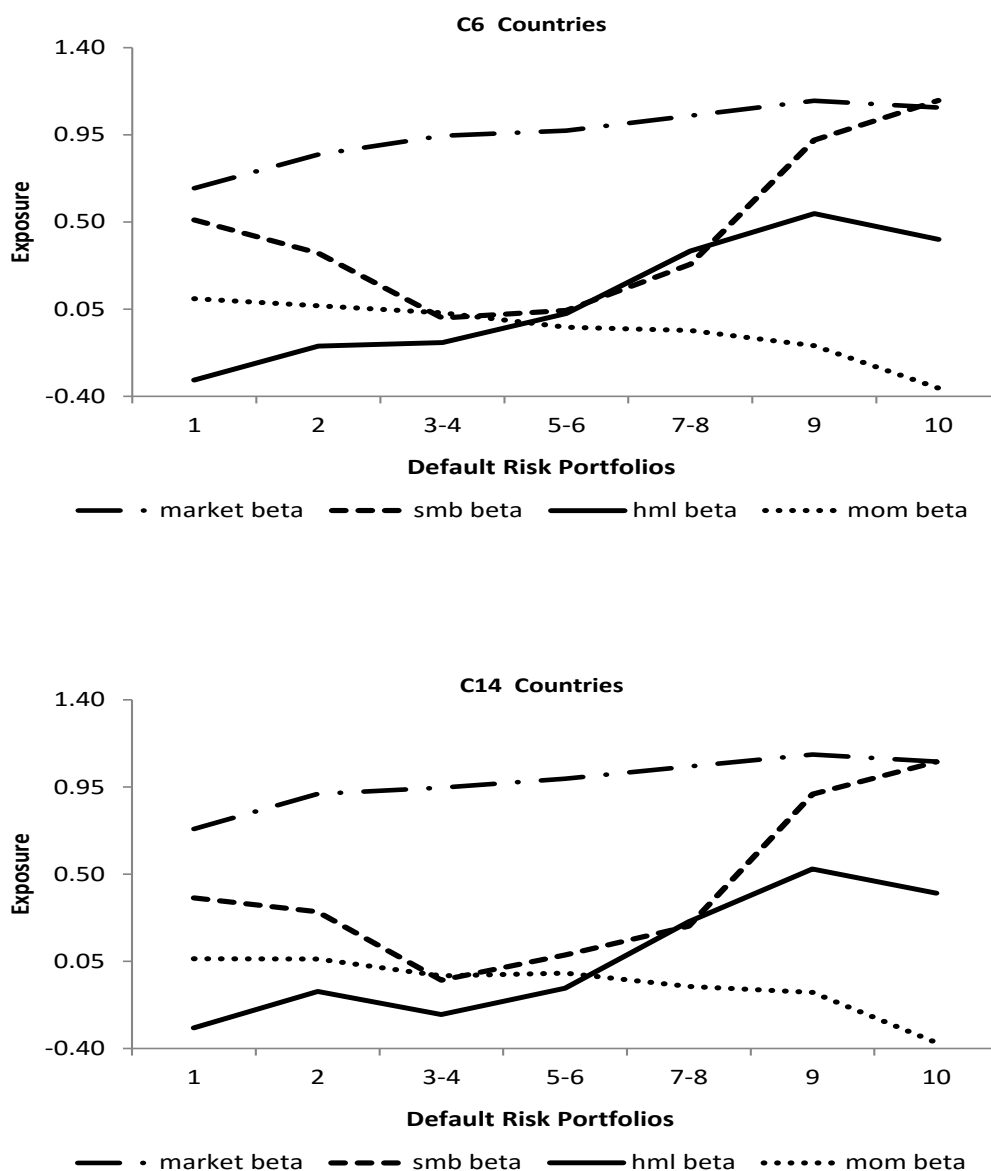 C6 Countries
1.40
0.95
0.50
0.05
-0.40
Exposure
1 2 3-4 5-6 7-8 9 10
Default Risk Portfolios
market beta smb beta hml beta mom beta
C14 Countries
1.40
0.95
0.50
0.05
-0.40
Exposure
1 2 3-4 5-6 7-8 9 10
Default Risk Portfolios
market beta smb beta hml beta mom beta